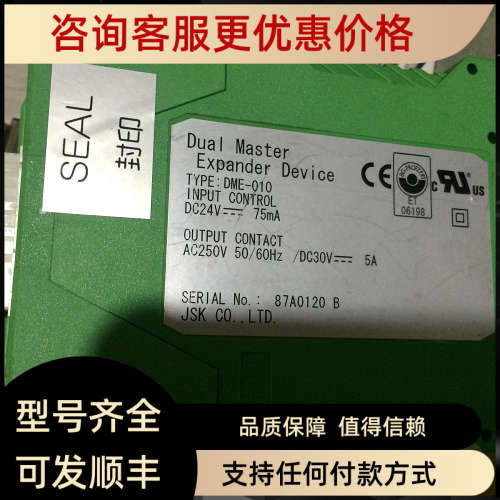 咨询客服更优惠价格
SEAL
封印
Dual Master
Expander Device
TYPE: DME-010
INPUT CONTROL
DC24V 75mA
OUTPUT CONTACT
AC250V 50/60Hz /DC30V 5A
SERIAL No.: 87A0120 B
JSK CO.,LTD.
CE
ET
06198
c US
型号齐全
可发顺丰
品质保障 值得信赖
支持任何付款方式